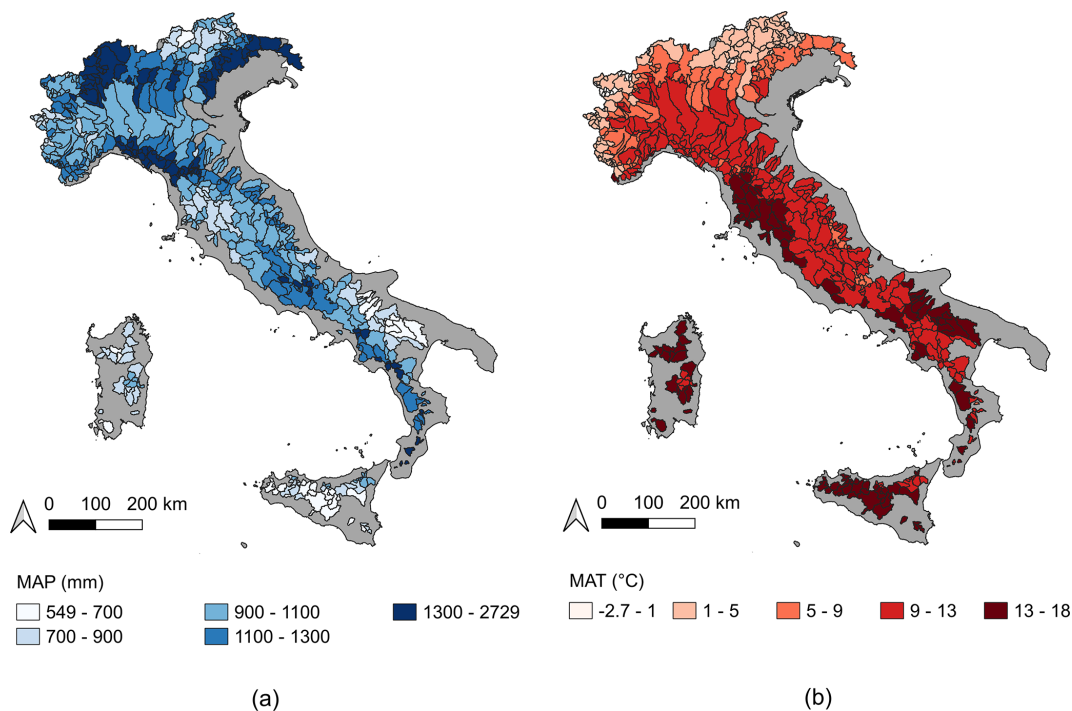 0 100 200 km
0 100 200 km
MAP (mm)
549 - 700
900 - 1100
1300 - 2729
700 - 900
1100 - 1300
MAT (°C)
-2.7 - 1
1 - 5
5 - 9
9 - 13
13 - 18
(a)
(b)